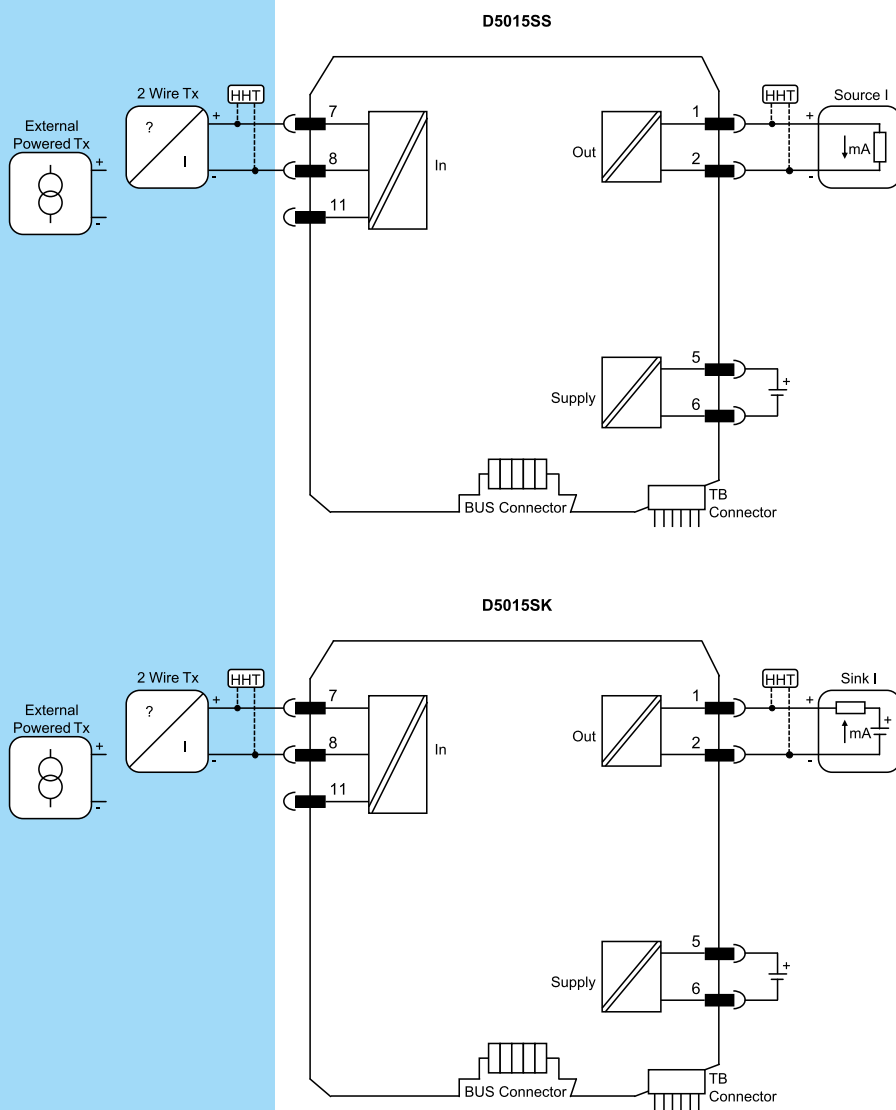 D5015SS
2 Wire Tx
HHT
7
1
HHT
Source I
External
Powered Tx
?
I
+
-
+
-
8
11
In
Out
2
+
-
mA
5
Supply
6
+
BUS Connector
TB
Connector
D5015SK
2 Wire Tx
HHT
7
1
HHT
Sink I
External
Powered Tx
?
I
+
-
+
-
8
11
In
Out
2
+
-
mA
+
5
Supply
6
+
BUS Connector
TB
Connector